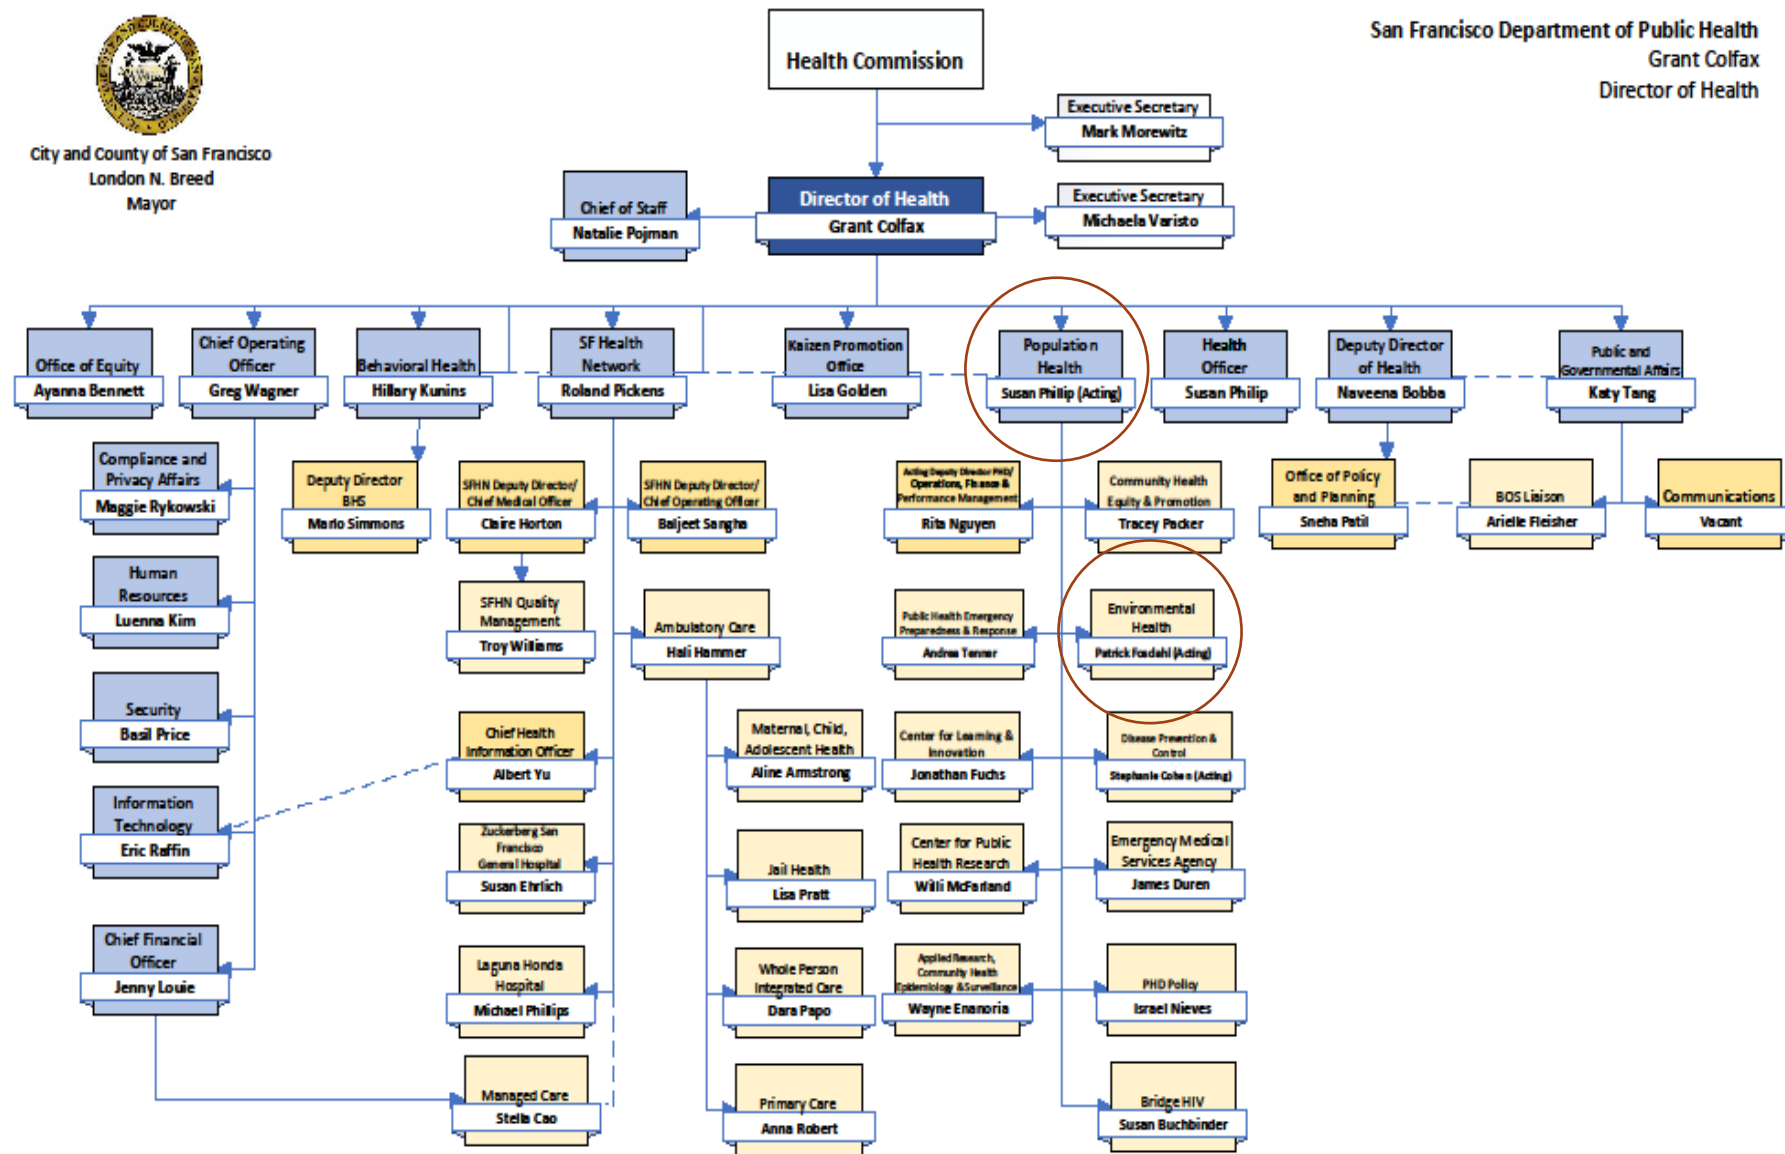 San Francisco Department of Public Health
Grant Colfax
Director of Health
City and County of San Francisco
London N. Breed
Mayor
Health Commission
Executive Secretary
Mark Morewitz
Chief of Staff
Natalie Pojman
Director of Health
Grant Colfax
Executive Secretary
Michaela Varisto
Office of Equity
Ayanna Bennett
Chief Operating
Officer
Greg Wagner
Behavioral Health
Hillary Kunins
SF Health
Network
Roland Pickens
Kaizen Promotion
Office
Lisa Golden
Population
Health
Susan Phillip (Acting)
Health
Officer
Susan Philip
Deputy Director
of Health
Naveena Bobba
Public and
Governmental Affairs
Katy Tang
Compliance and
Privacy Affairs
Maggie Rykowski
Deputy Director
BHS
Marlo Simmons
SFHN Deputy Director/
Chief Medical Officer
Claire Horton
SFHN Deputy Director/
Chief Operating Officer
Baljeet Sangha
Acting Deputy Director PHD/
Operations, Finance &
Performance Management
Rita Nguyen
Community Health
Equity & Promotion
Tracey Packer
Office of Policy
and Planning
Sneha Patil
BOS Liaison
Arielle Fleisher
Communications
Vacant
Human
Resources
Luenna Kim
SFHN Quality
Management
Troy Williams
Ambulatory Care
Hali Hammer
Public Health Emergency
Preparedness & Response
Andrea Tenner
Environmental
Health
Patrick Fosdahl (Acting)
Security
Basil Price
Chief Health
Information Officer
Albert Yu
Maternal, Child,
Adolescent Health
Aline Armstrong
Center for Learning &
Innovation
Jonathan Fuchs
Disease Prevention &
Control
Stephanie Cohen (Acting)
Information
Technology
Eric Raffin
Zuckerberg San
Francisco
General Hospital
Susan Ehrlich
Jail Health
Lisa Pratt
Center for Public
Health Research
Willi McFarland
Emergency Medical
Services Agency
James Duren
Chief Financial
Officer
Jenny Louie
Laguna Honda
Hospital
Michael Phillips
Whole Person
Integrated Care
Dara Papo
Applied Research,
Community Health
Epidemiology & Surveillance
Wayne Enanoria
PHD Policy
Israel Nieves
Managed Care
Stella Cao
Primary Care
Anna Robert
Bridge HIV
Susan Buchbinder